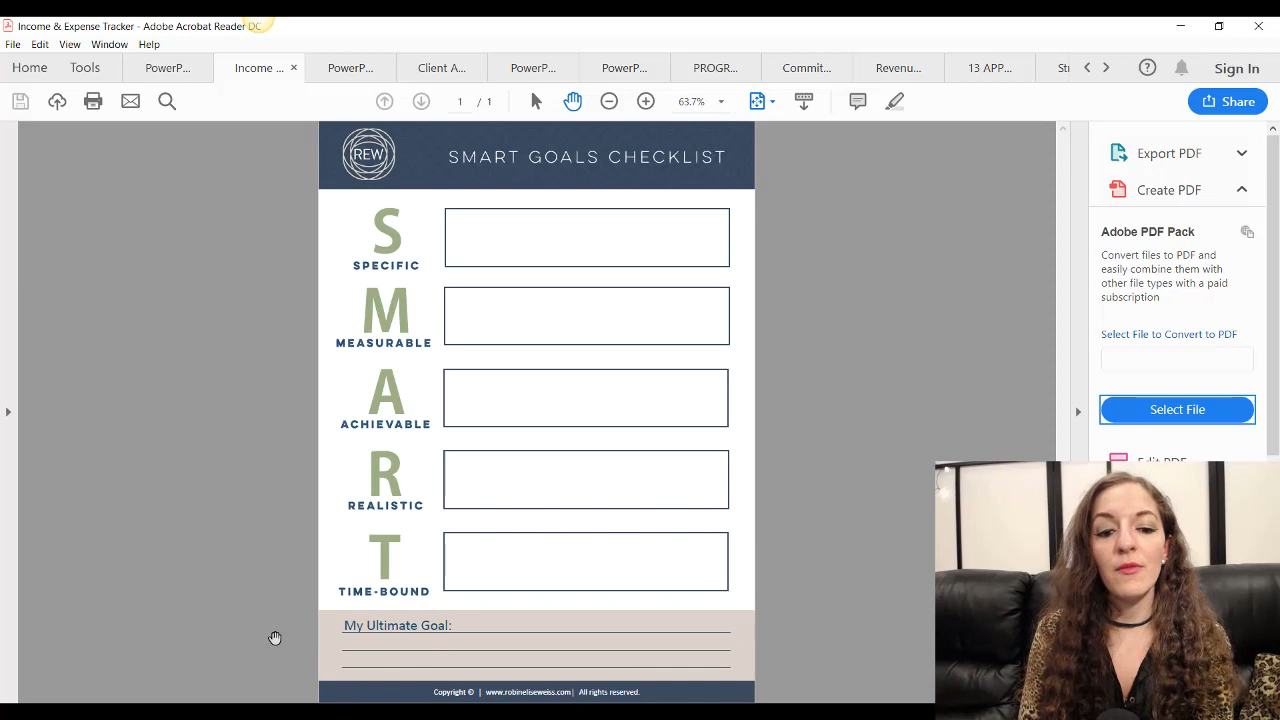 Income & Expense Tracker - Adobe Acrobat Reader DC
File Edit View Window Help
Home Tools PowerP... Income ... PowerP... Client A... PowerP... PowerP... PROGR... Commit... Revenu... 13 APP... Sign In
1 / 1 63.7% Share
REW
SMART GOALS CHECKLIST
S
SPECIFIC
M
MEASURABLE
A
ACHIEVABLE
R
REALISTIC
T
TIME-BOUND
My Ultimate Goal:
Copyright © | www.robineliseweiss.com | All rights reserved.
Export PDF
Create PDF
Adobe PDF Pack
Convert files to PDF and
easily combine them with
other file types with a paid
subscription
Select File to Convert to PDF
Select File